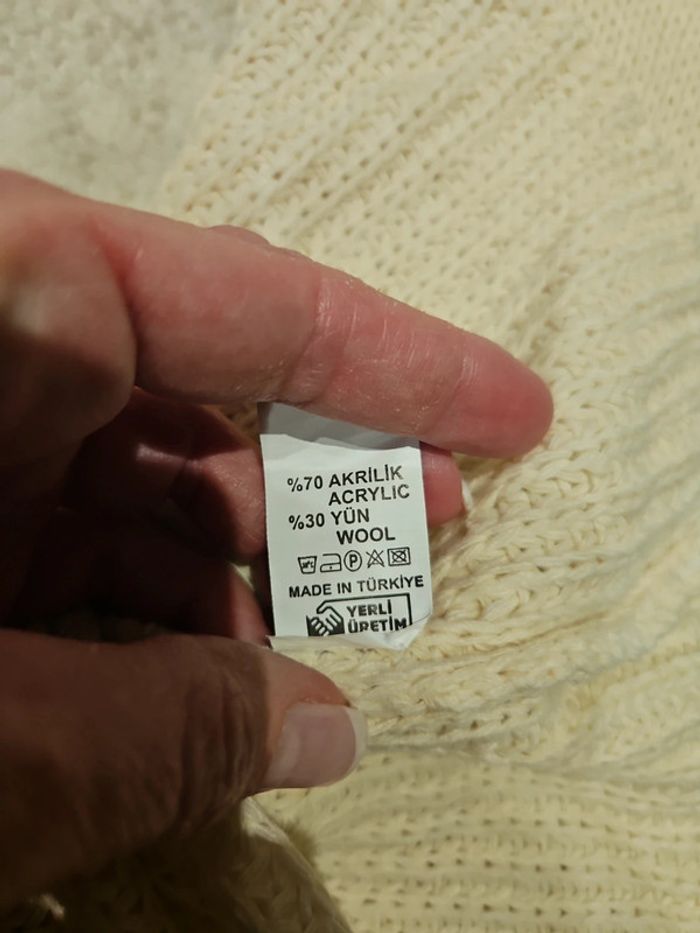 %70 AKRİLİK
ACRYLIC
%30 YÜN
WOOL
P
MADE IN TÜRKİYE
YERLİ
ÜRETİM